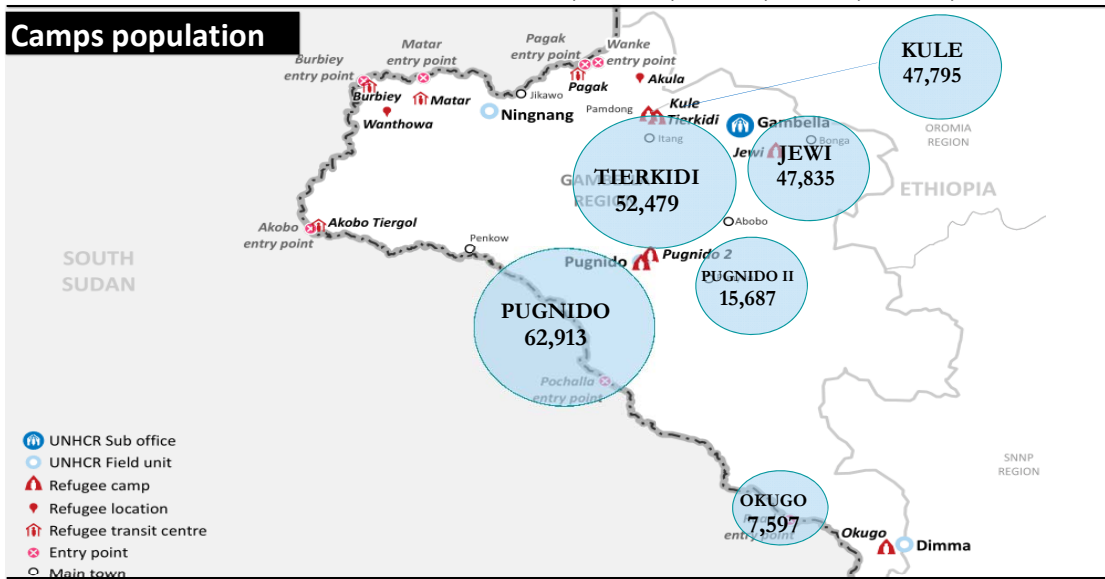 Camps population
Burbiey
entry point
Matar
entry point
Pagak
entry point
Wanke
entry point
KULE
47,795
Burbiey
Matar
Wanthowa
Jikawo
Ningnang
Pagak
Akula
Pamdong
Kule
Tierkidi
Itang
Gambella
Jewi
Bonga
JEWI
47,835
OROMIA
REGION
ETHIOPIA
TIERKIDI
52,479
GAMBELLA
REGION
Abobo
Akobo
entry point
Akobo Tiergol
Penkow
SOUTH
SUDAN
Pugnido
Pugnido 2
PUGNIDO II
15,687
PUGNIDO
62,913
Pochalla
entry point
SNNP
REGION
OKUGO
7,597
entry point
Okugo
Dimma
UNHCR Sub office
UNHCR Field unit
Refugee camp
Refugee location
Refugee transit centre
Entry point
Main town